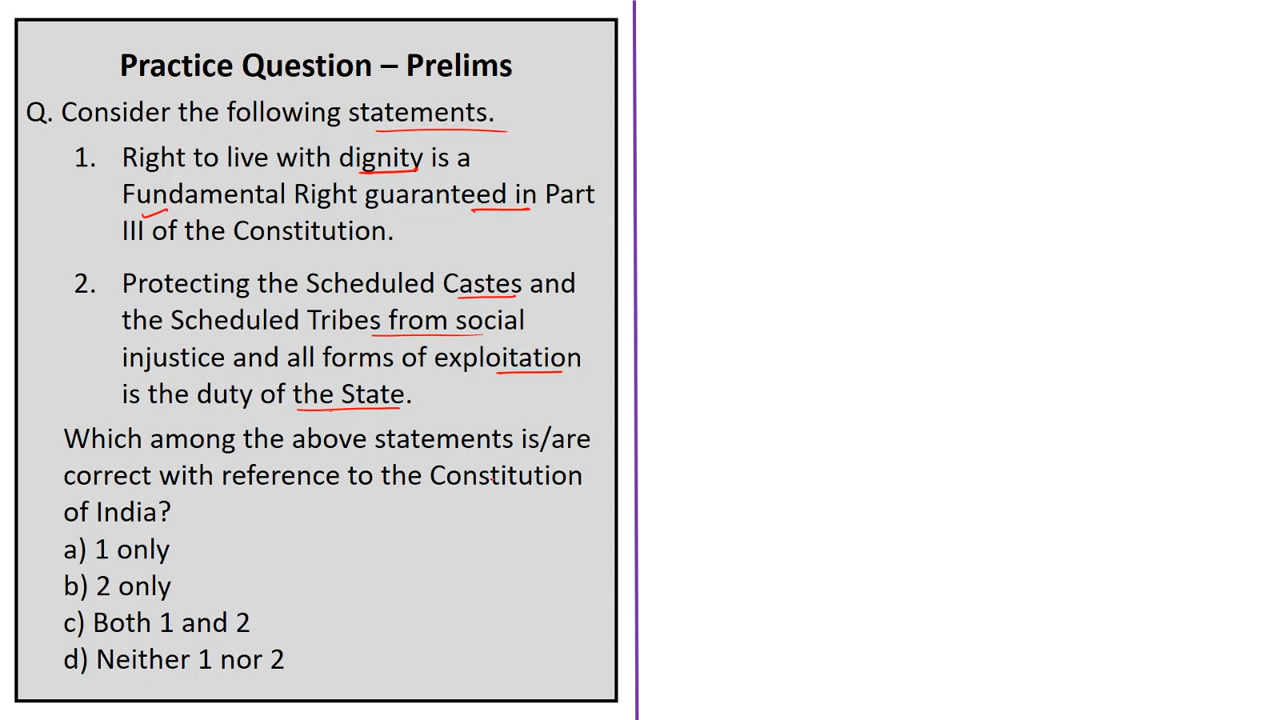 Practice Question – Prelims
Q. Consider the following statements.
1. Right to live with dignity is a
Fundamental Right guaranteed in Part
III of the Constitution.
2. Protecting the Scheduled Castes and
the Scheduled Tribes from social
injustice and all forms of exploitation
is the duty of the State.
Which among the above statements is/are
correct with reference to the Constitution
of India?
a) 1 only
b) 2 only
c) Both 1 and 2
d) Neither 1 nor 2